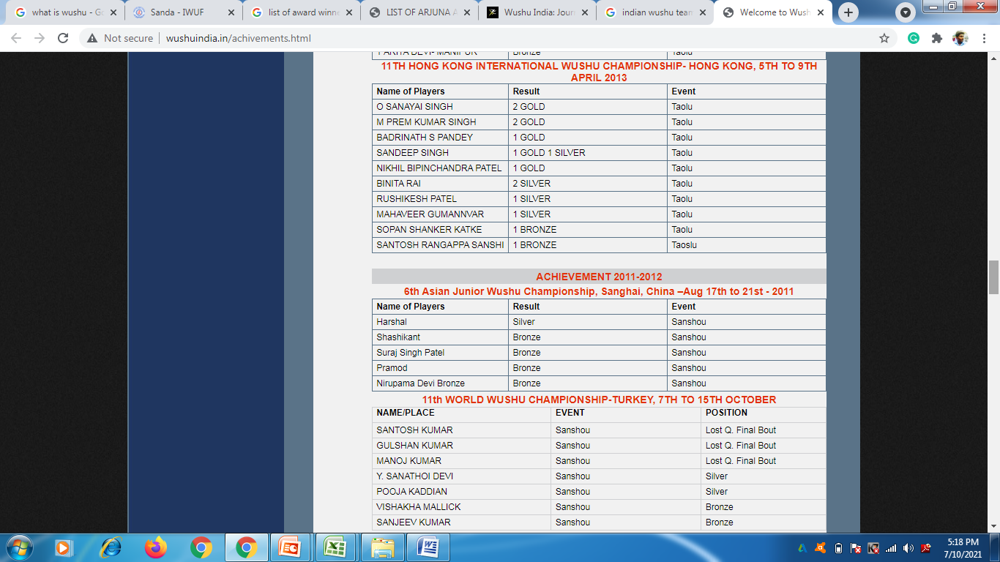 what is wushu - Go
Sanda - IWUF
list of award winne
LIST OF ARJUNA A
Wushu India: Journ
indian wushu team
Welcome to Wush
Not secure | wushuindia.in/achivements.html
Bronze Taolu
11TH HONG KONG INTERNATIONAL WUSHU CHAMPIONSHIP- HONG KONG, 5TH TO 9TH
APRIL 2013
Name of Players Result Event
O SANAYAI SINGH 2 GOLD Taolu
M PREM KUMAR SINGH 2 GOLD Taolu
BADRINATH S PANDEY 1 GOLD Taolu
SANDEEP SINGH 1 GOLD 1 SILVER Taolu
NIKHIL BIPINCHANDRA PATEL 1 GOLD Taolu
BINITA RAI 2 SILVER Taolu
RUSHIKESH PATEL 1 SILVER Taolu
MAHAVEER GUMANNVAR 1 SILVER Taolu
SOPAN SHANKER KATKE 1 BRONZE Taolu
SANTOSH RANGAPPA SANSHI 1 BRONZE Taoslu
ACHIEVEMENT 2011-2012
6th Asian Junior Wushu Championship, Sanghai, China –Aug 17th to 21st - 2011
Name of Players Result Event
Harshal Silver Sanshou
Shashikant Bronze Sanshou
Suraj Singh Patel Bronze Sanshou
Pramod Bronze Sanshou
Nirupama Devi Bronze Bronze Sanshou
11th WORLD WUSHU CHAMPIONSHIP-TURKEY, 7TH TO 15TH OCTOBER
NAME/PLACE EVENT POSITION
SANTOSH KUMAR Sanshou Lost Q. Final Bout
GULSHAN KUMAR Sanshou Lost Q. Final Bout
MANOJ KUMAR Sanshou Lost Q. Final Bout
Y. SANATHOI DEVI Sanshou Silver
POOJA KADDIAN Sanshou Silver
VISHAKHA MALLICK Sanshou Bronze
SANJEEV KUMAR Sanshou Bronze
5:18 PM
7/10/2021